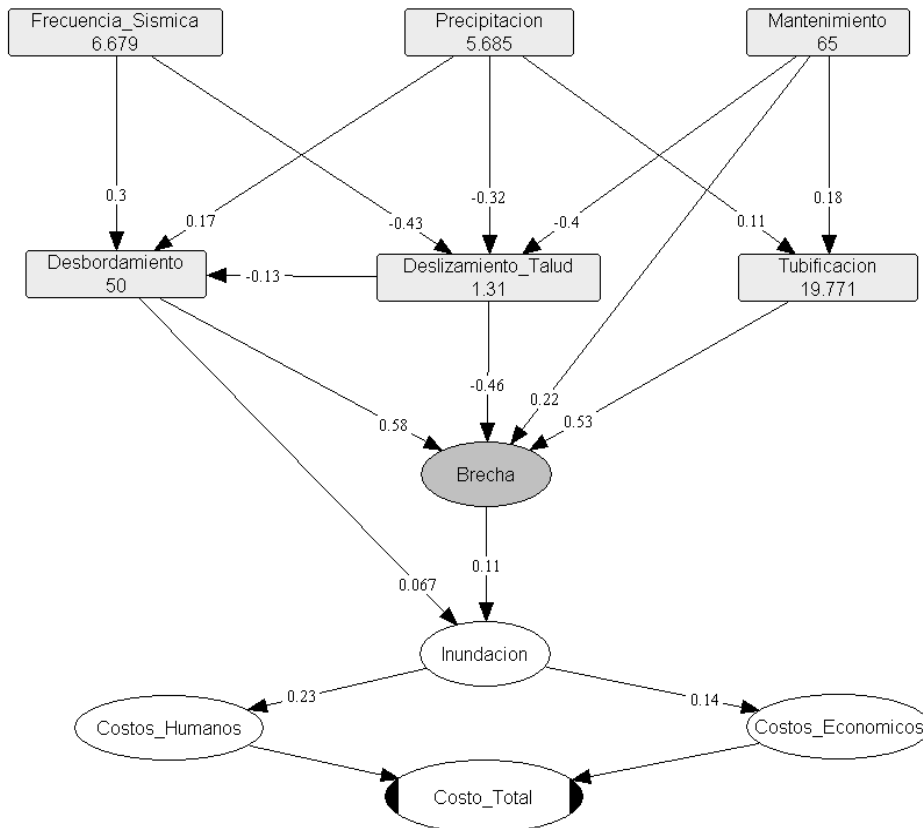 Frecuencia_Sismica
6.679
Precipitacion
5.685
Mantenimiento
65
0.3
0.17
-0.43
-0.32
-0.4
0.11
0.18
Desbordamiento
50
-0.13
Deslizamiento_Talud
1.31
Tubificacion
19.771
0.58
-0.46
0.22
0.53
Brecha
0.067
0.11
Inundacion
0.23
0.14
Costos_Humanos
Costos_Economicos
Costo_Total